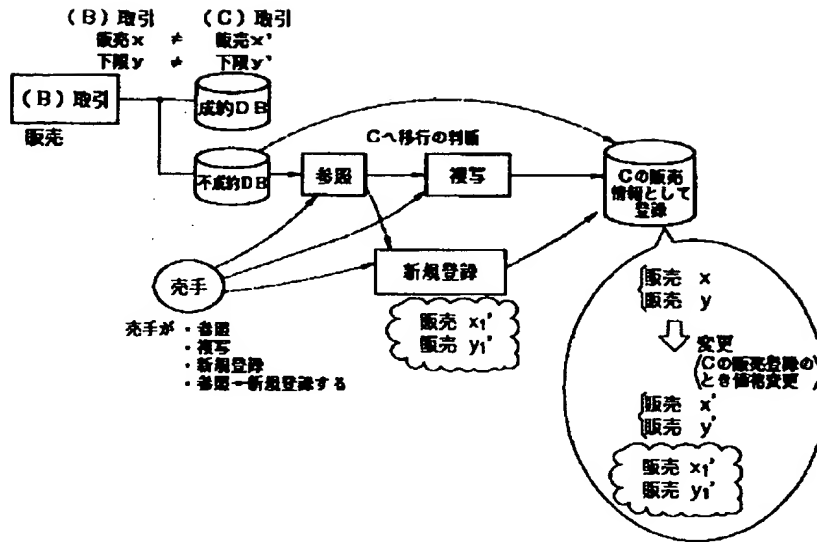 (B)取引 (C)取引
販売x ≠ 販売x'
下限y ≠ 下限y'
(B)取引
販売
成約DB
不成約DB
Cへ移行の判断
参照
複写
新規登録
Cの販売
情報として
登録
売手
売手が ・参照
・複写
・新規登録
・参照→新規登録する
販売 x₁'
販売 y₁'
販売 x
販売 y
変更
(Cの販売登録の
とき価格変更)
販売 x'
販売 y'
販売 x₁'
販売 y₁'